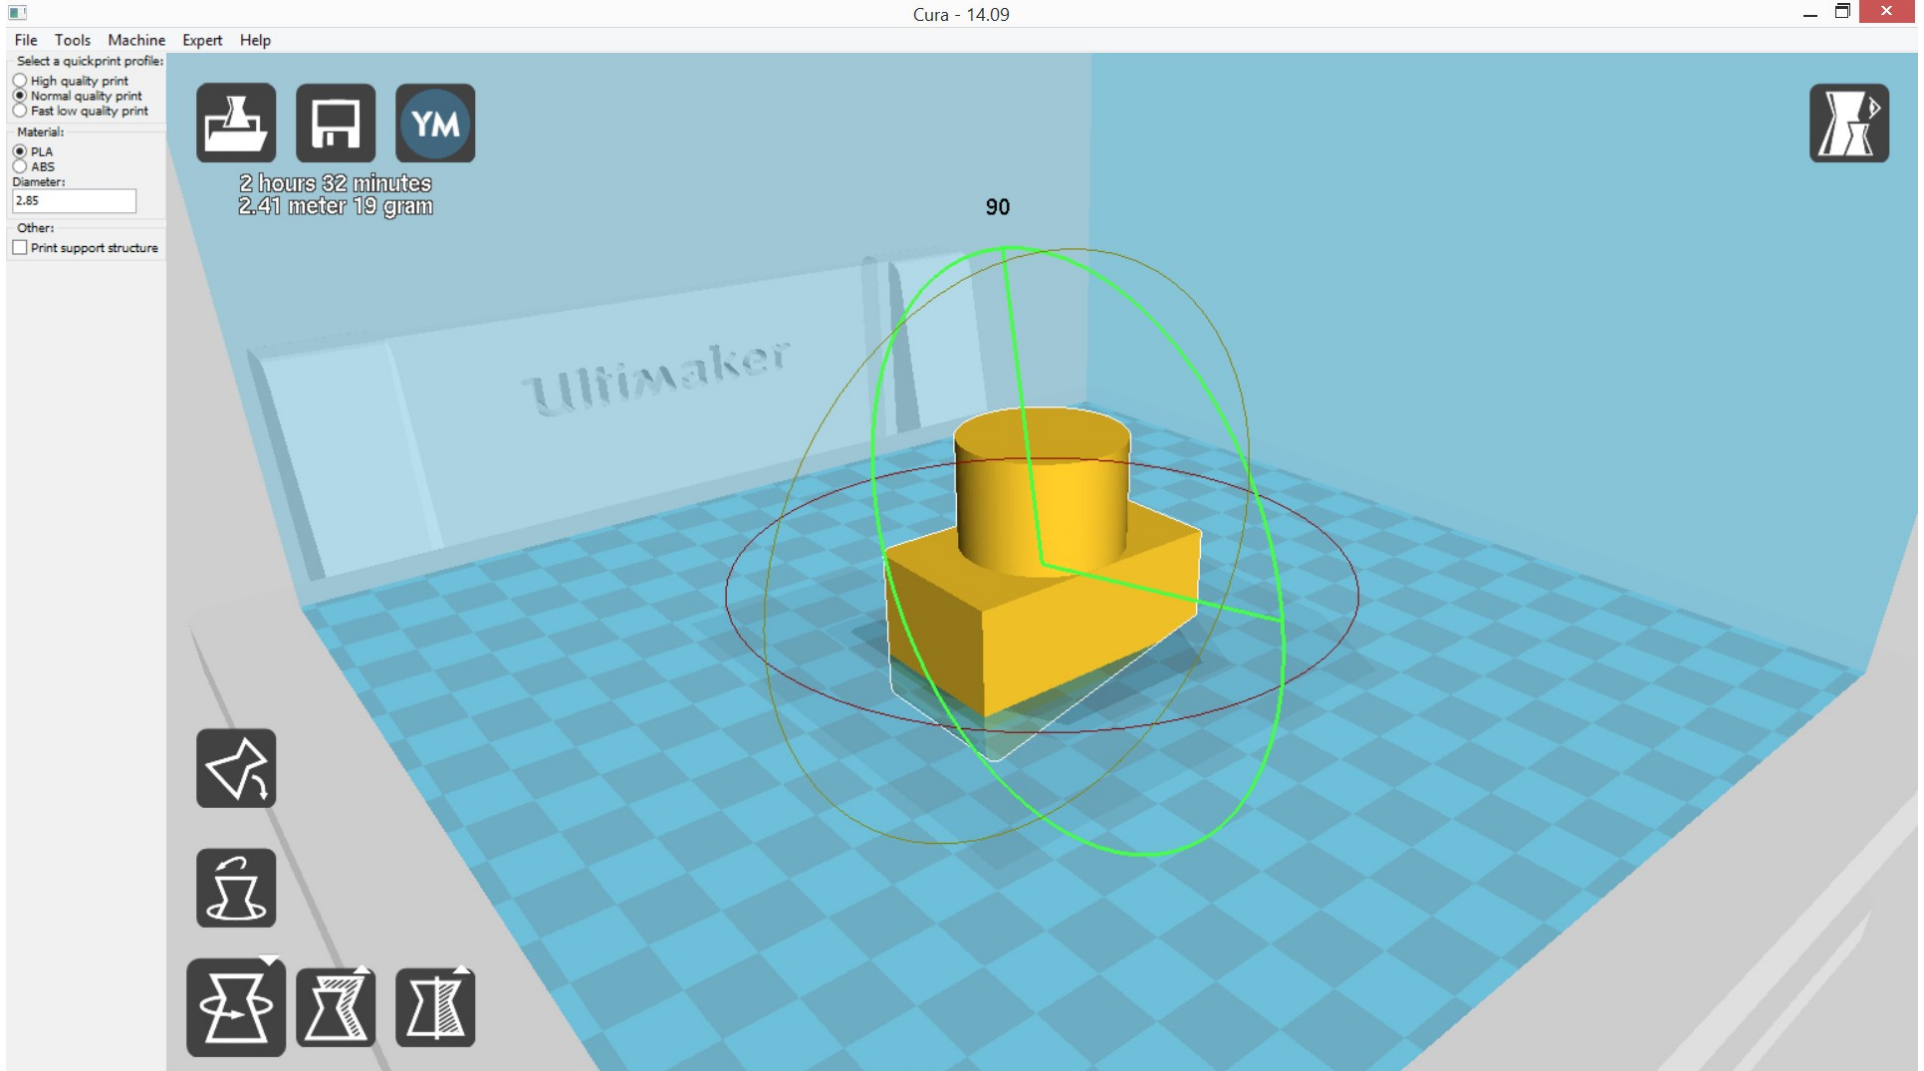 Cura - 14.09
File Tools Machine Expert Help
Select a quickprint profile:
High quality print
Normal quality print
Fast low quality print
Material:
PLA
ABS
Diameter:
2.85
Other:
Print support structure
YM
2 hours 32 minutes
2.41 meter 19 gram
90
Ultimaker